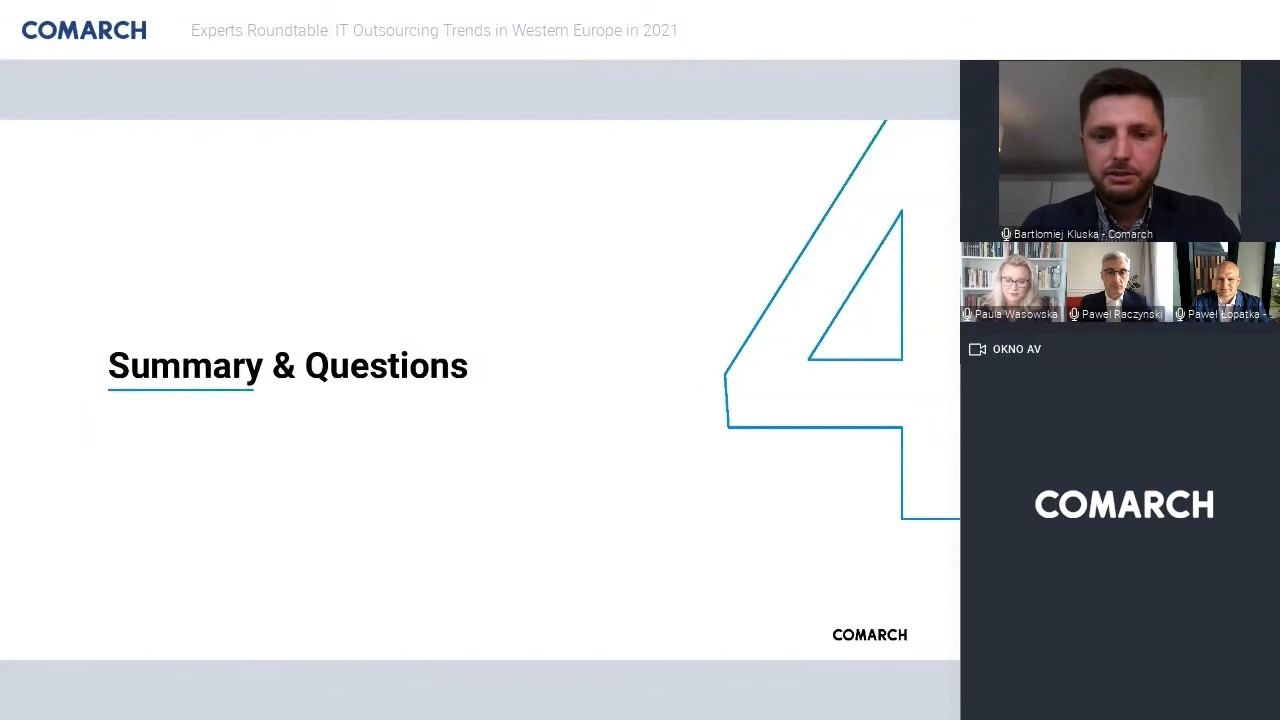 COMARCH
Experts Roundtable: IT Outsourcing Trends in Western Europe in 2021
4
Summary & Questions
COMARCH
Bartlomiej Kluska - Comarch
Paula Wasowska
Pawel Raczynski
Paweł Łopatka - ...
OKNO AV
COMARCH